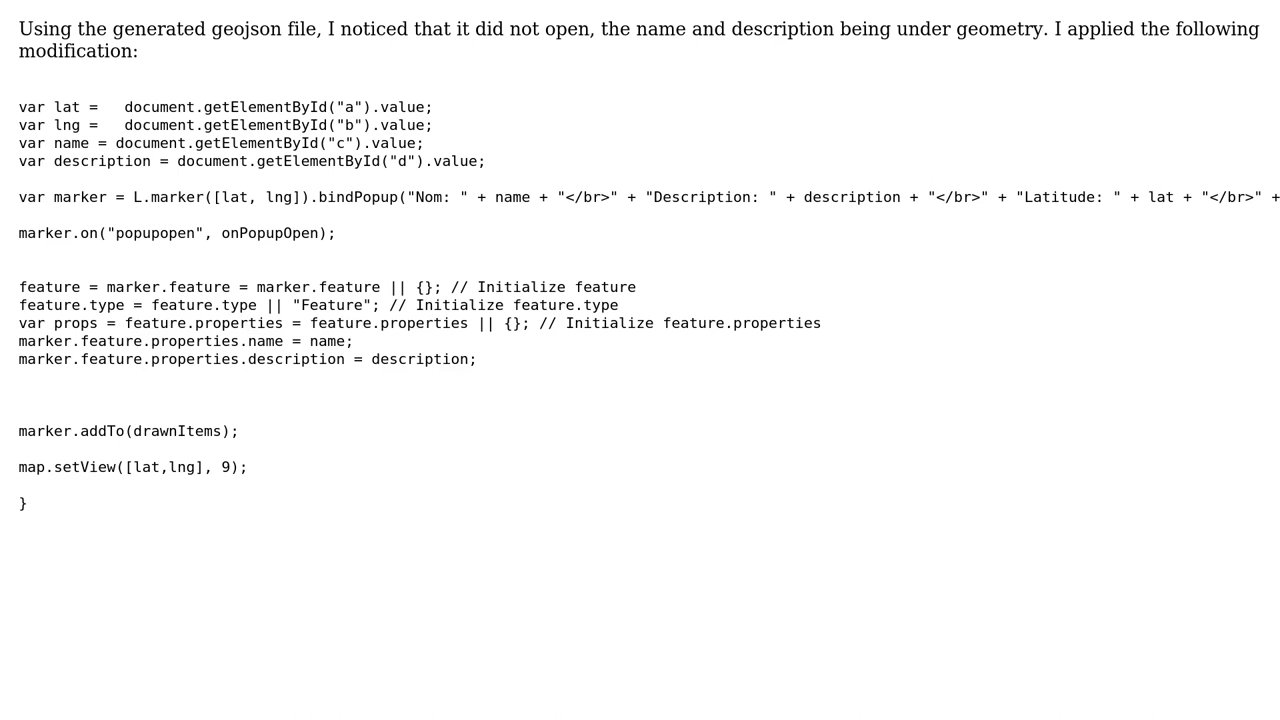 Using the generated geojson file, I noticed that it did not open, the name and description being under geometry. I applied the following
modification:
var lat =   document.getElementById("a").value;
var lng =   document.getElementById("b").value;
var name = document.getElementById("c").value;
var description = document.getElementById("d").value;
var marker = L.marker([lat, lng]).bindPopup("Nom: " + name + "</br>" + "Description: " + description + "</br>" + "Latitude: " + lat + "</br>" +
marker.on("popupopen", onPopupOpen);
feature = marker.feature = marker.feature || {}; // Initialize feature
feature.type = feature.type || "Feature"; // Initialize feature.type
var props = feature.properties = feature.properties || {}; // Initialize feature.properties
marker.feature.properties.name = name;
marker.feature.properties.description = description;
marker.addTo(drawnItems);
map.setView([lat,lng], 9);
}